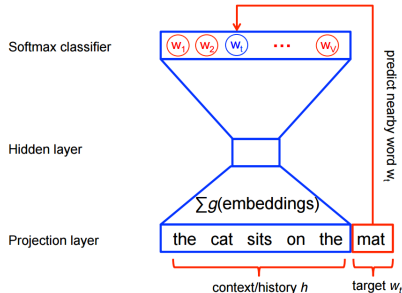 Softmax classifier
w1 w2 wt ... wV
predict nearby word wt
Hidden layer
∑g(embeddings)
Projection layer
the cat sits on the mat
context/history h
target wt